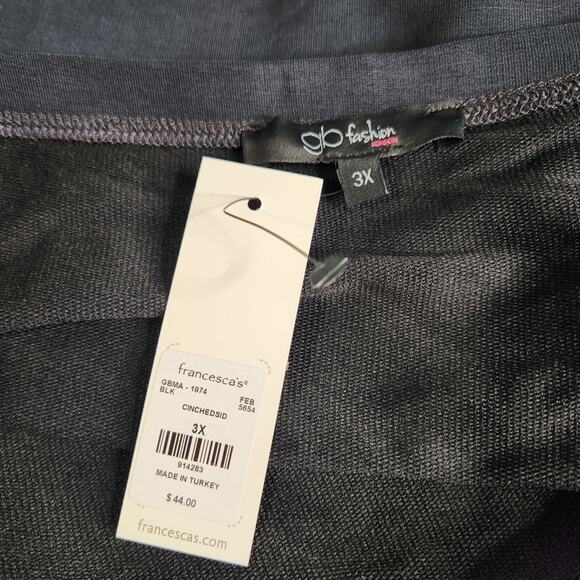 gb fashion
LONDON
3X
francesca's®
GBMA - 1974 FEB
BLK 5654
CINCHEDSID
3X
914283
MADE IN TURKEY
$44.00
francescas.com